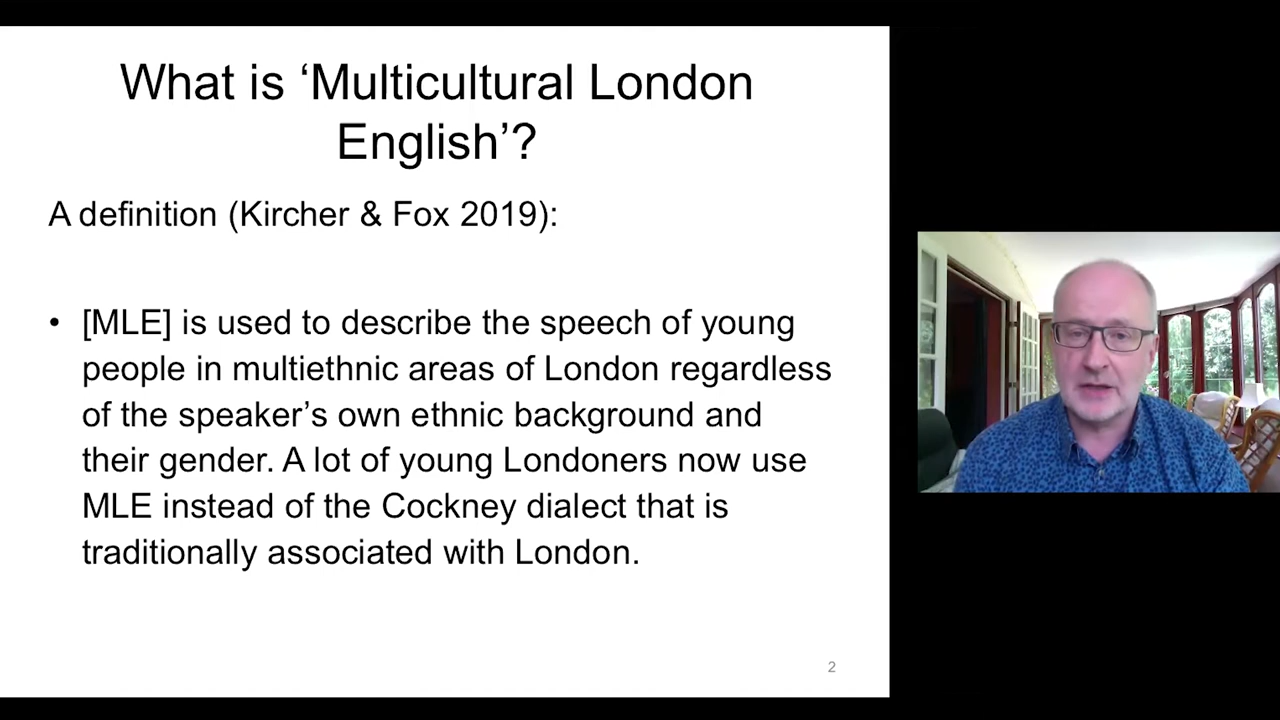 What is ‘Multicultural London
English’?
A definition (Kircher & Fox 2019):
• [MLE] is used to describe the speech of young
people in multiethnic areas of London regardless
of the speaker’s own ethnic background and
their gender. A lot of young Londoners now use
MLE instead of the Cockney dialect that is
traditionally associated with London.
2